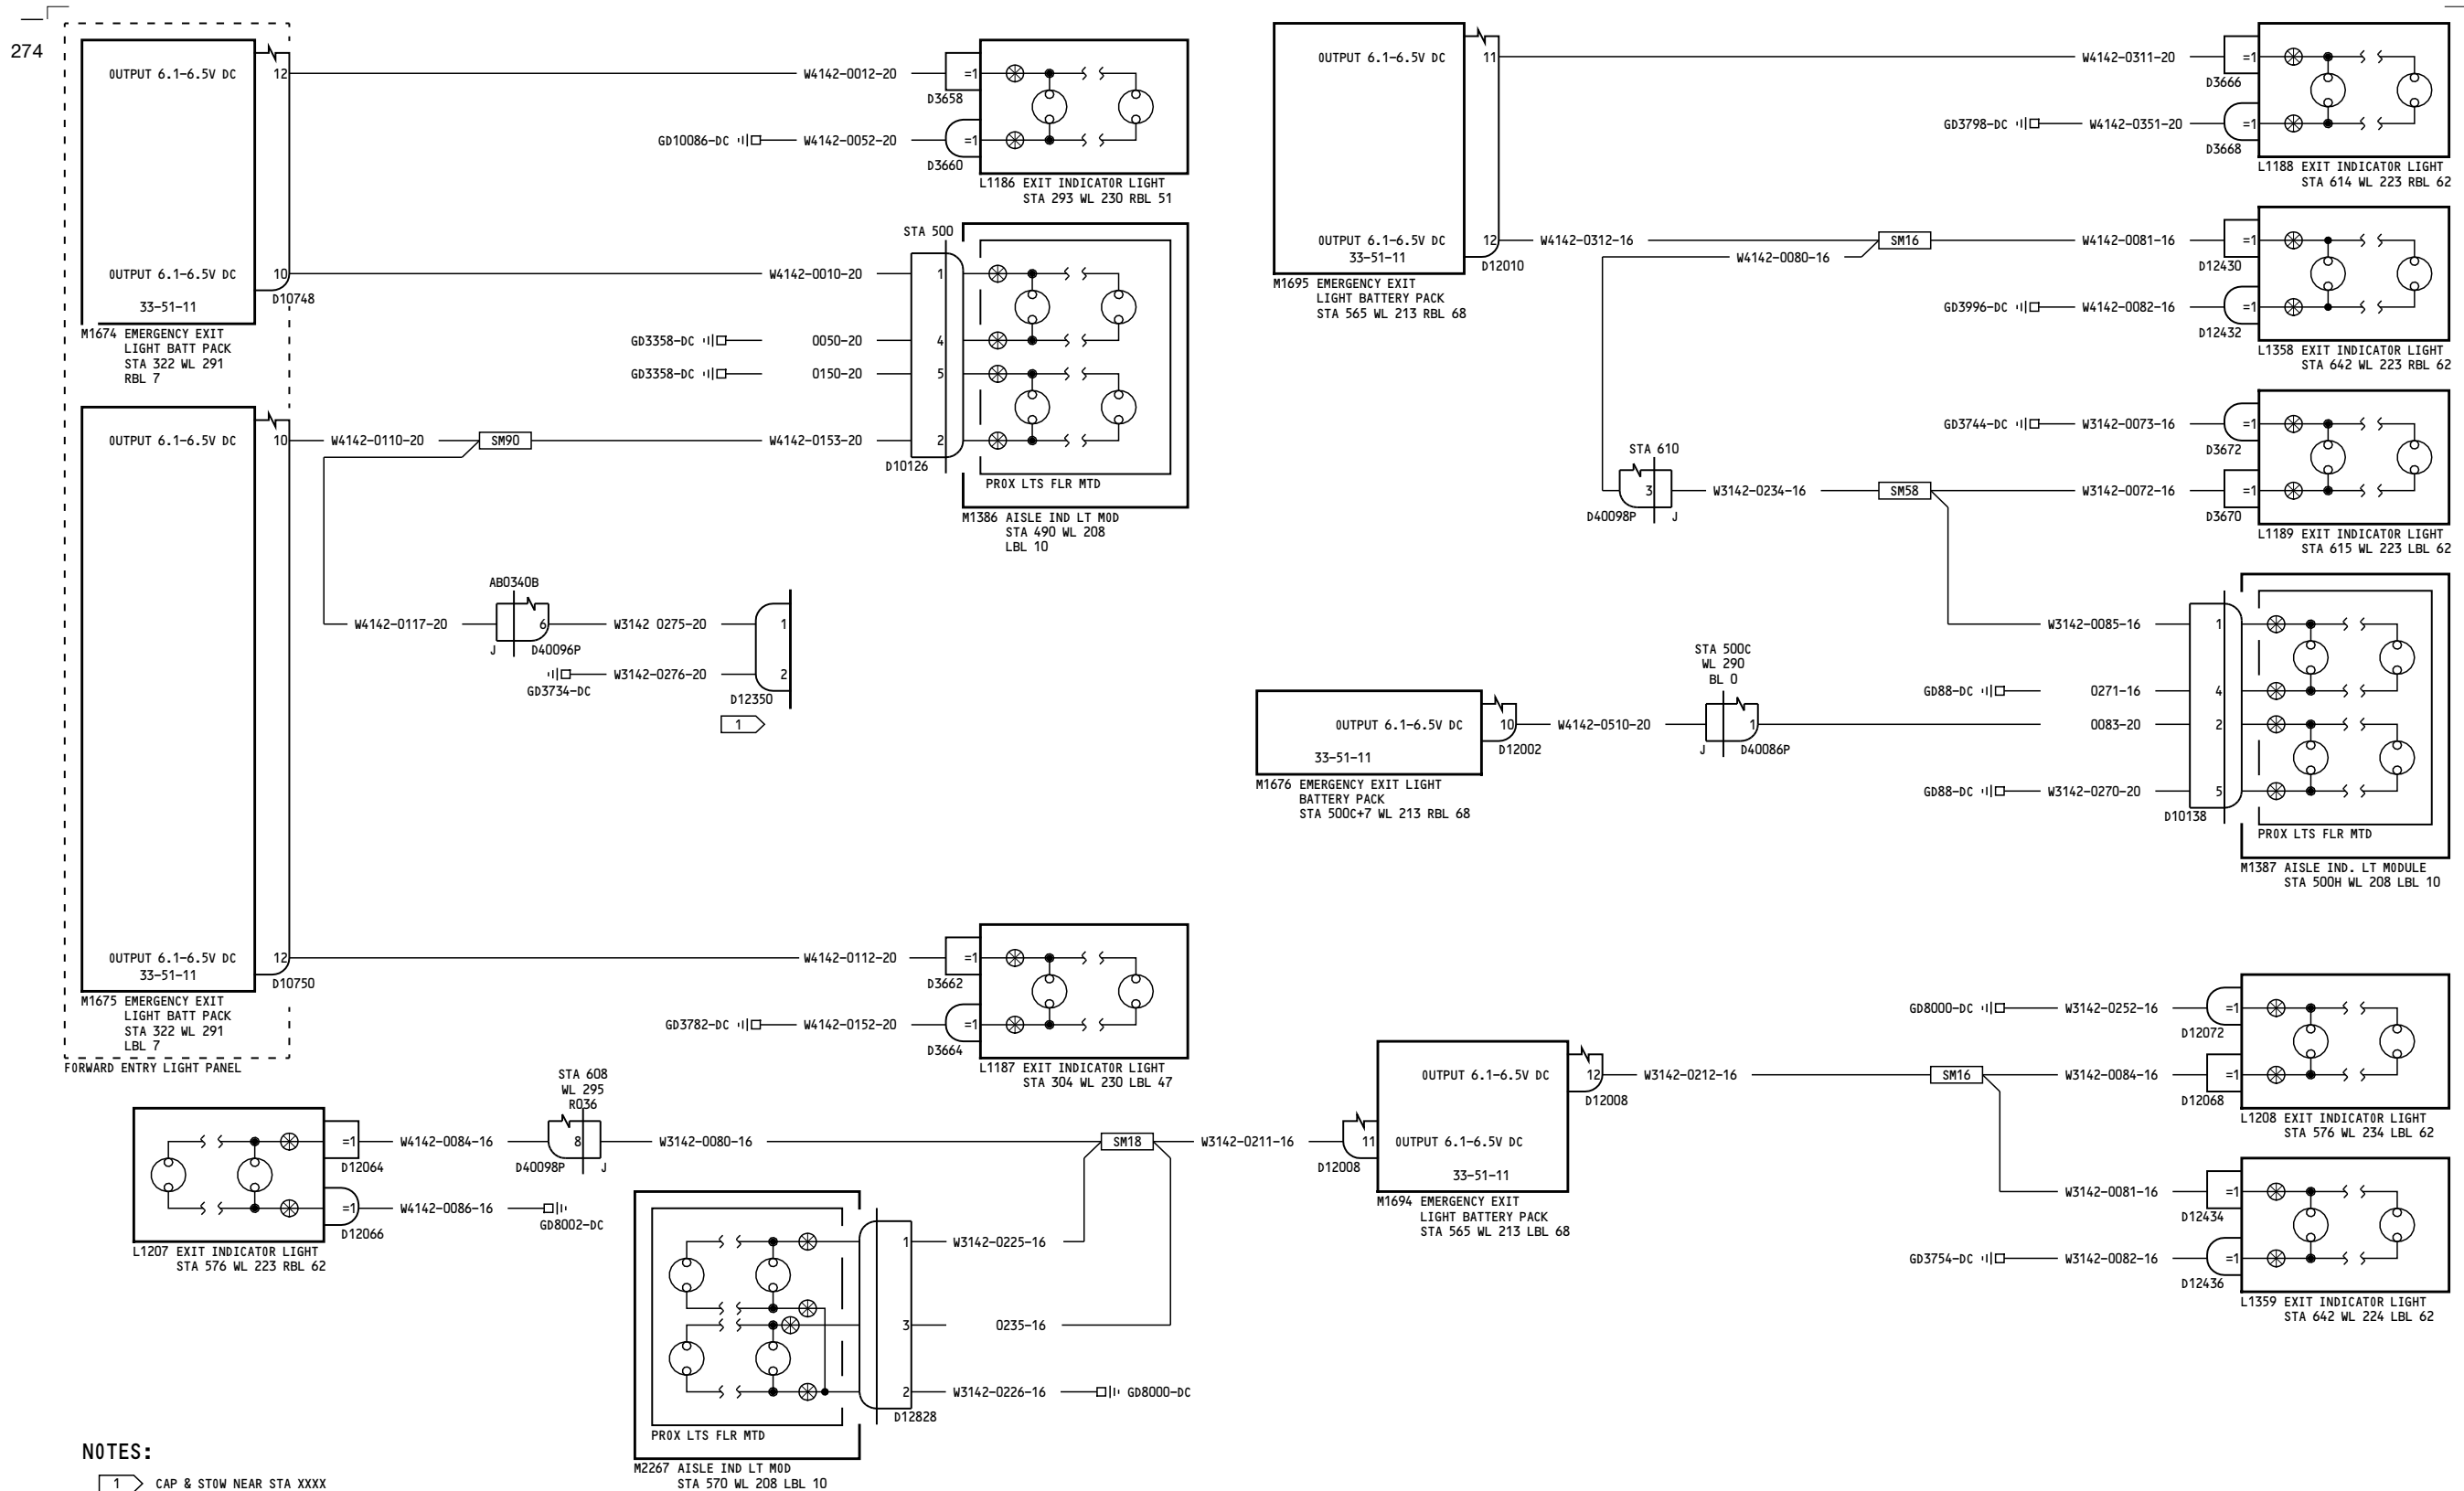 274
OUTPUT 6.1-6.5V DC
12
W4142-0012-20
=1
D3658
GD10086-DC
W4142-0052-20
=1
D3660
L1186 EXIT INDICATOR LIGHT
STA 293 WL 230 RBL 51
OUTPUT 6.1-6.5V DC
10
33-51-11
D10748
M1674 EMERGENCY EXIT
LIGHT BATT PACK
STA 322 WL 291
RBL 7
STA 500
W4142-0010-20
1
GD3358-DC
0050-20
4
GD3358-DC
0150-20
5
OUTPUT 6.1-6.5V DC
10
W4142-0110-20
SM90
W4142-0153-20
2
D10126
PROX LTS FLR MTD
M1386 AISLE IND LT MOD
STA 490 WL 208
LBL 10
AB0340B
W4142-0117-20
6
J
D40096P
W3142 0275-20
1
GD3734-DC
W3142-0276-20
2
D12350
1
OUTPUT 6.1-6.5V DC
12
33-51-11
D10750
M1675 EMERGENCY EXIT
LIGHT BATT PACK
STA 322 WL 291
LBL 7
FORWARD ENTRY LIGHT PANEL
W4142-0112-20
=1
D3662
GD3782-DC
W4142-0152-20
=1
D3664
L1187 EXIT INDICATOR LIGHT
STA 304 WL 230 LBL 47
OUTPUT 6.1-6.5V DC
11
W4142-0311-20
=1
D3666
GD3798-DC
W4142-0351-20
=1
D3668
L1188 EXIT INDICATOR LIGHT
STA 614 WL 223 RBL 62
OUTPUT 6.1-6.5V DC
12
33-51-11
D12010
M1695 EMERGENCY EXIT
LIGHT BATTERY PACK
STA 565 WL 213 RBL 68
W4142-0312-16
W4142-0080-16
SM16
W4142-0081-16
=1
D12430
GD3996-DC
W4142-0082-16
=1
D12432
L1358 EXIT INDICATOR LIGHT
STA 642 WL 223 RBL 62
GD3744-DC
W3142-0073-16
=1
D3672
STA 610
3
D40098P
J
W3142-0234-16
SM58
W3142-0072-16
=1
D3670
L1189 EXIT INDICATOR LIGHT
STA 615 WL 223 LBL 62
W3142-0085-16
1
GD88-DC
0271-16
4
STA 500C
WL 290
BL 0
OUTPUT 6.1-6.5V DC
10
33-51-11
D12002
M1676 EMERGENCY EXIT LIGHT
BATTERY PACK
STA 500C+7 WL 213 RBL 68
W4142-0510-20
1
J
D40086P
0083-20
2
GD88-DC
W3142-0270-20
5
D10138
PROX LTS FLR MTD
M1387 AISLE IND. LT MODULE
STA 500H WL 208 LBL 10
GD8000-DC
W3142-0252-16
=1
D12072
OUTPUT 6.1-6.5V DC
12
D12008
W3142-0212-16
SM16
W3142-0084-16
=1
D12068
L1208 EXIT INDICATOR LIGHT
STA 576 WL 234 LBL 62
W3142-0081-16
=1
D12434
GD3754-DC
W3142-0082-16
=1
D12436
L1359 EXIT INDICATOR LIGHT
STA 642 WL 224 LBL 62
=1
D12064
W4142-0084-16
STA 608
WL 295
R036
8
D40098P
J
W3142-0080-16
SM18
W3142-0211-16
11
D12008
OUTPUT 6.1-6.5V DC
33-51-11
M1694 EMERGENCY EXIT
LIGHT BATTERY PACK
STA 565 WL 213 LBL 68
=1
D12066
W4142-0086-16
GD8002-DC
L1207 EXIT INDICATOR LIGHT
STA 576 WL 223 RBL 62
1
W3142-0225-16
3
0235-16
2
W3142-0226-16
GD8000-DC
D12828
PROX LTS FLR MTD
M2267 AISLE IND LT MOD
STA 570 WL 208 LBL 10
NOTES:
1 CAP & STOW NEAR STA XXXX